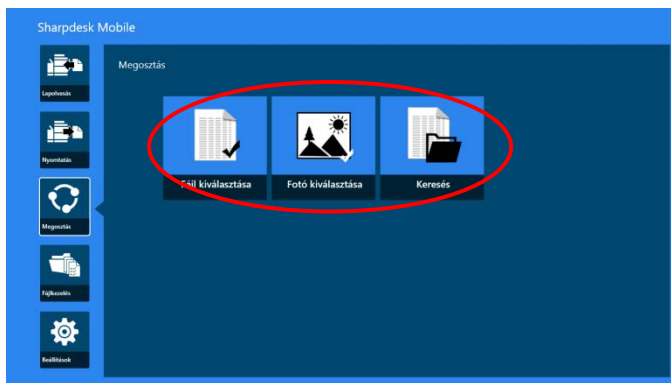 Sharpdesk Mobile
Megosztás
Lapolvasás
Nyomtatás
Megosztás
Fájlkezelés
Beállítások
Fájl kiválasztása
Fotó kiválasztása
Keresés